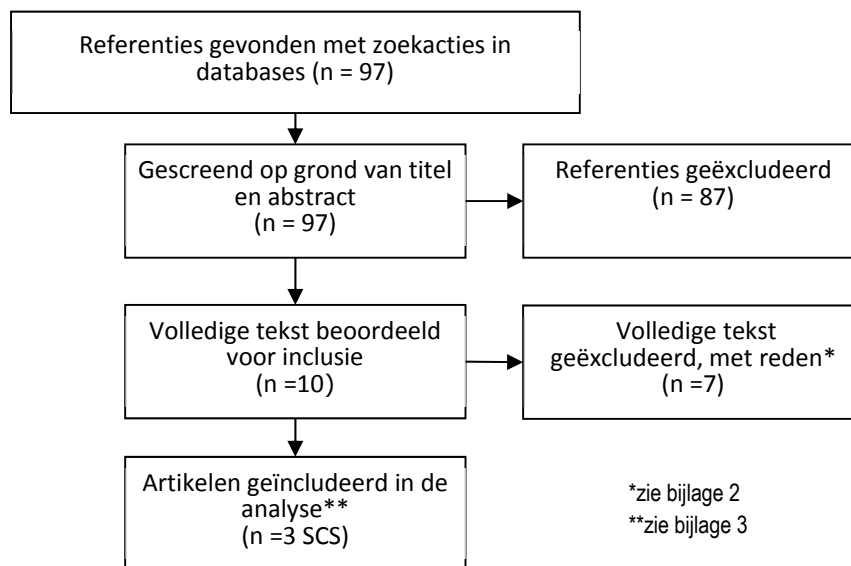 Referenties gevonden met zoekacties in
databases (n = 97)
Gescreend op grond van titel
en abstract
(n = 97)
Referenties geëxcludeerd
(n = 87)
Volledige tekst beoordeeld
voor inclusie
(n =10)
Volledige tekst
geëxcludeerd, met reden*
(n =7)
Artikelen geïncludeerd in de
analyse**
(n =3 SCS)
*zie bijlage 2
**zie bijlage 3